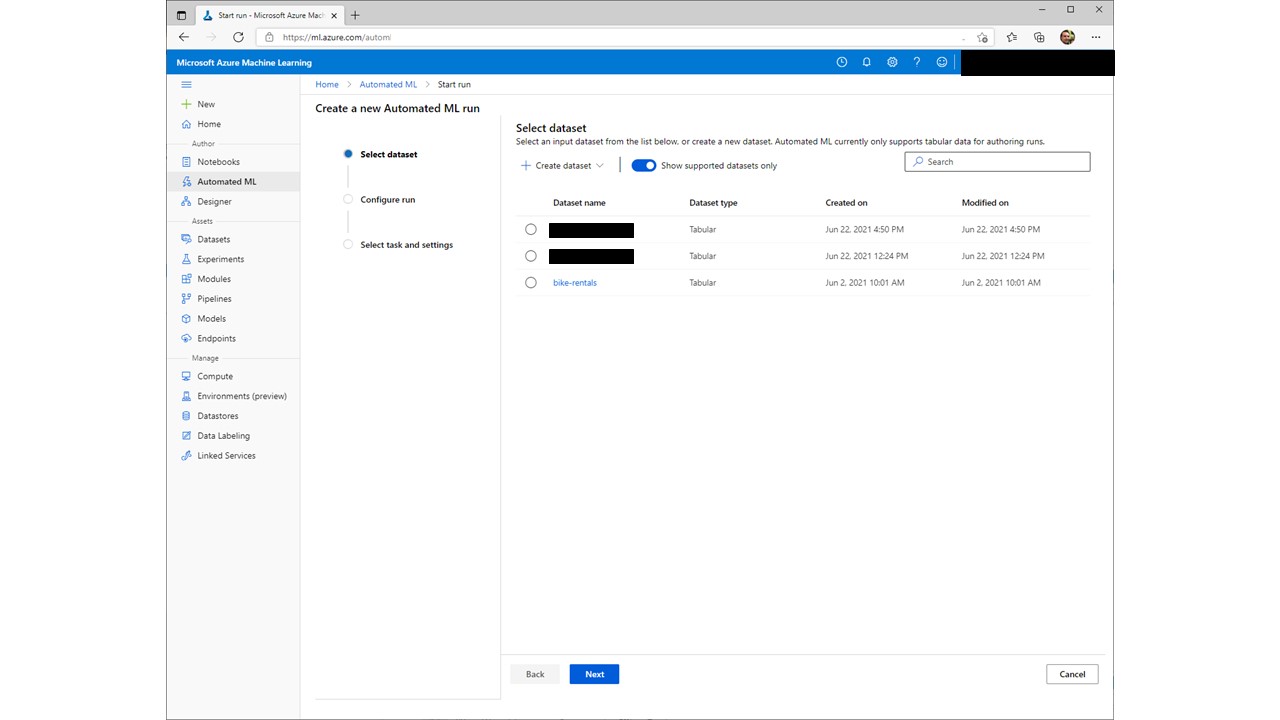 Start run - Microsoft Azure Mac
https://ml.azure.com/autom
Microsoft Azure Machine Learning
Home > Automated ML > Start run
New
Home
Author
Notebooks
Automated ML
Designer
Assets
Datasets
Experiments
Modules
Pipelines
Models
Endpoints
Manage
Compute
Environments (preview)
Datastores
Data Labeling
Linked Services
Create a new Automated ML run
Select dataset
Configure run
Select task and settings
Select dataset
Select an input dataset from the list below, or create a new dataset. Automated ML currently only supports tabular data for authoring runs.
Create dataset Show supported datasets only Search
Dataset name Dataset type Created on Modified on
Tabular Jun 22, 2021 4:50 PM Jun 22, 2021 4:50 PM
Tabular Jun 22, 2021 12:24 PM Jun 22, 2021 12:24 PM
bike-rentals Tabular Jun 2, 2021 10:01 AM Jun 2, 2021 10:01 AM
Back Next Cancel